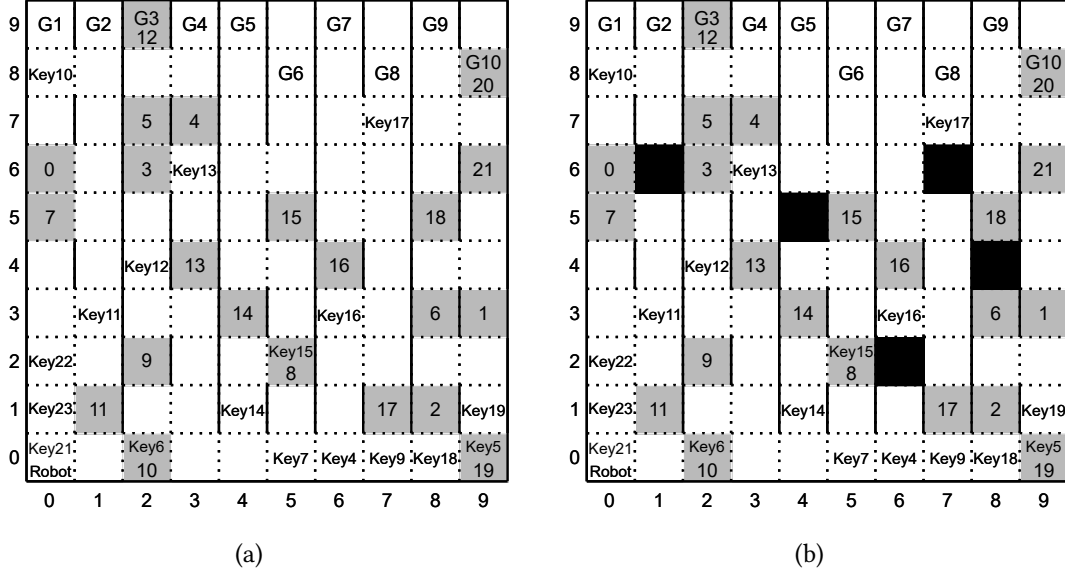 9 G1 G2 G3 G4 G5 G7 G9
12
8 Key10 G6 G8 G10
20
7 5 4 Key17
6 0 3 Key13 21
5 7 15 18
4 Key12 13 16
3 Key11 14 Key16 6 1
2 Key22 9 Key15
8
1 Key23 11 Key14 17 2 Key19
0 Key21 Key6 Key7 Key4 Key9 Key18 Key5
Robot 10 19
0 1 2 3 4 5 6 7 8 9
(a)
9 G1 G2 G3 G4 G5 G7 G9
12
8 Key10 G6 G8 G10
20
7 5 4 Key17
6 0 3 Key13 21
5 7 15 18
4 Key12 13 16
3 Key11 14 Key16 6 1
2 Key22 9 Key15
8
1 Key23 11 Key14 17 2 Key19
0 Key21 Key6 Key7 Key4 Key9 Key18 Key5
Robot 10 19
0 1 2 3 4 5 6 7 8 9
(b)